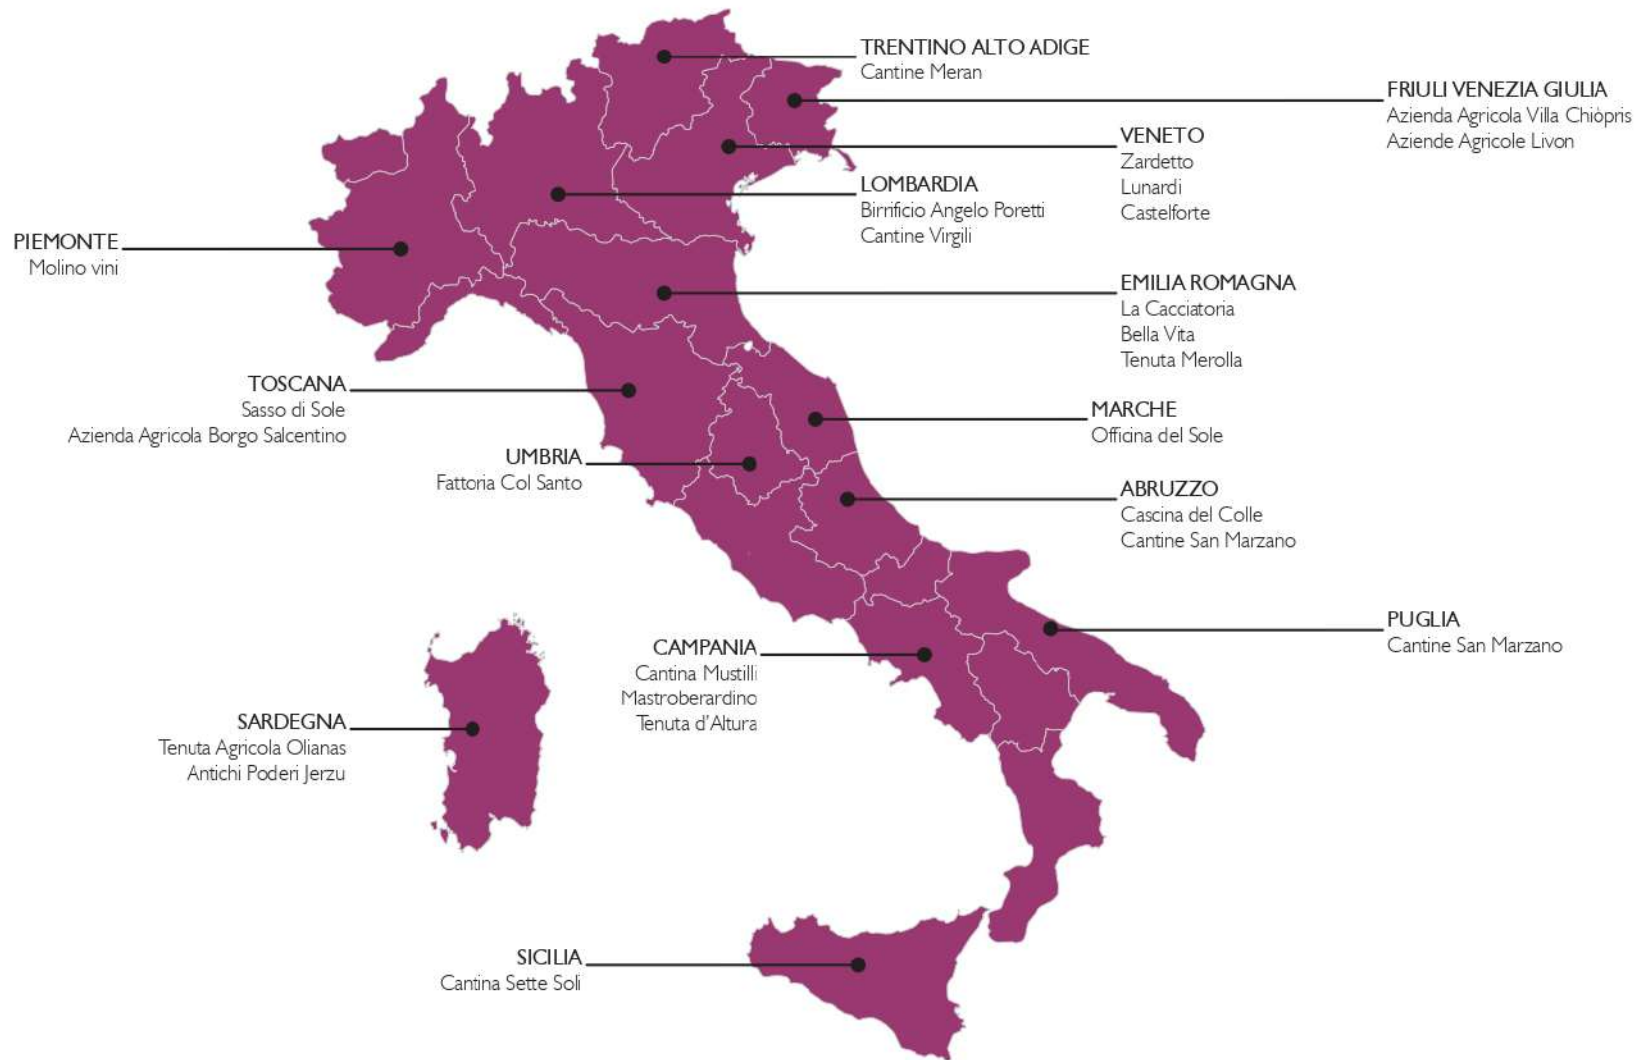 TRENTINO ALTO ADIGE
Cantine Meran
FRIULI VENEZIA GIULIA
Azienda Agricola Villa Chiòpris
Aziende Agricole Livon
VENETO
Zardetto
Lunardi
Castelforte
LOMBARDIA
Birrificio Angelo Poretti
Cantine Virgili
PIEMONTE
Molino vini
EMILIA ROMAGNA
La Cacciatoria
Bella Vita
Tenuta Merolla
TOSCANA
Sasso di Sole
Azienda Agricola Borgo Salcentino
MARCHE
Officina del Sole
UMBRIA
Fattoria Col Santo
ABRUZZO
Cascina del Colle
Cantine San Marzano
PUGLIA
Cantine San Marzano
CAMPANIA
Cantina Mustilli
Mastroberardino
Tenuta d'Altura
SARDEGNA
Tenuta Agricola Olianas
Antichi Poderi Jerzu
SICILIA
Cantina Sette Soli